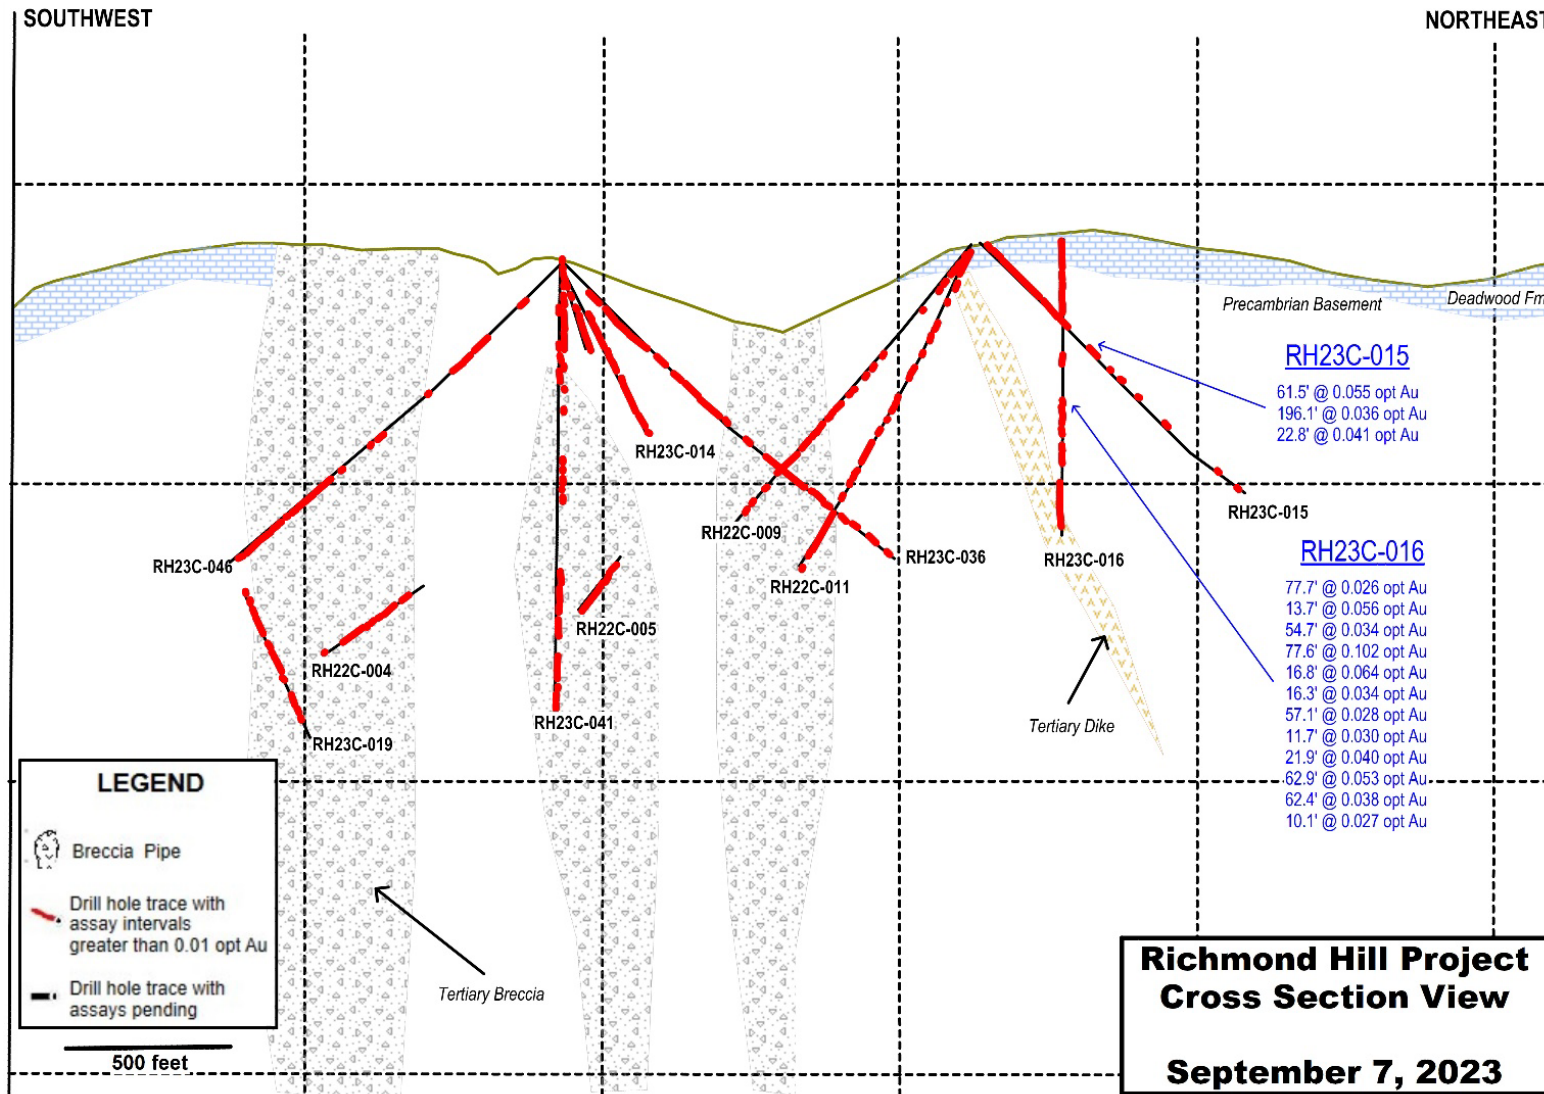 SOUTHWEST
NORTHEAST
Precambrian Basement
Deadwood Fm
RH23C-015
61.5' @ 0.055 opt Au
196.1' @ 0.036 opt Au
22.8' @ 0.041 opt Au
RH23C-014
RH23C-015
RH22C-009
RH23C-036
RH23C-016
RH23C-046
RH22C-011
RH23C-016
77.7' @ 0.026 opt Au
13.7' @ 0.056 opt Au
54.7' @ 0.034 opt Au
77.6' @ 0.102 opt Au
16.8' @ 0.064 opt Au
16.3' @ 0.034 opt Au
57.1' @ 0.028 opt Au
11.7' @ 0.030 opt Au
21.9' @ 0.040 opt Au
62.9' @ 0.053 opt Au
62.4' @ 0.038 opt Au
10.1' @ 0.027 opt Au
RH22C-005
RH22C-004
RH23C-041
RH23C-019
Tertiary Dike
LEGEND
Breccia Pipe
Drill hole trace with
assay intervals
greater than 0.01 opt Au
Drill hole trace with
assays pending
500 feet
Tertiary Breccia
Richmond Hill Project
Cross Section View
September 7, 2023